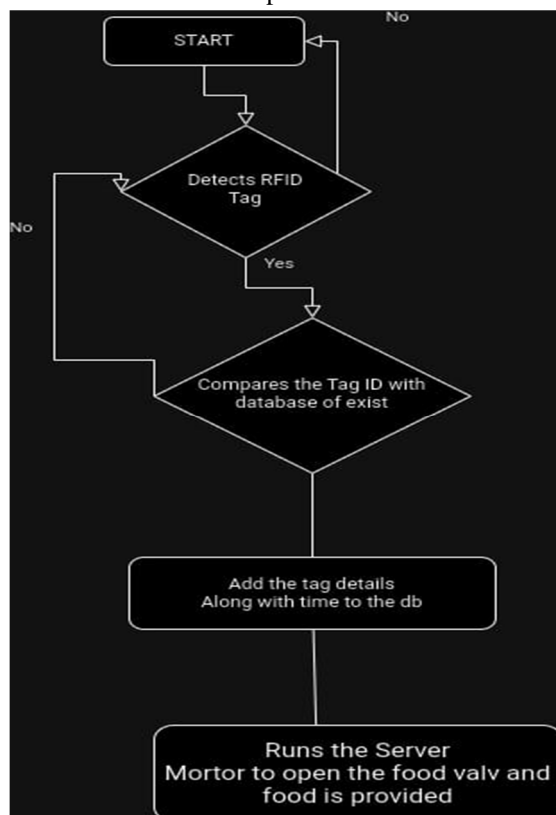 No
START
Detects RFID
Tag
No
Yes
Compares the Tag ID with
database of exist
Add the tag details
Along with time to the db
Runs the Server
Mortor to open the food valv and
food is provided